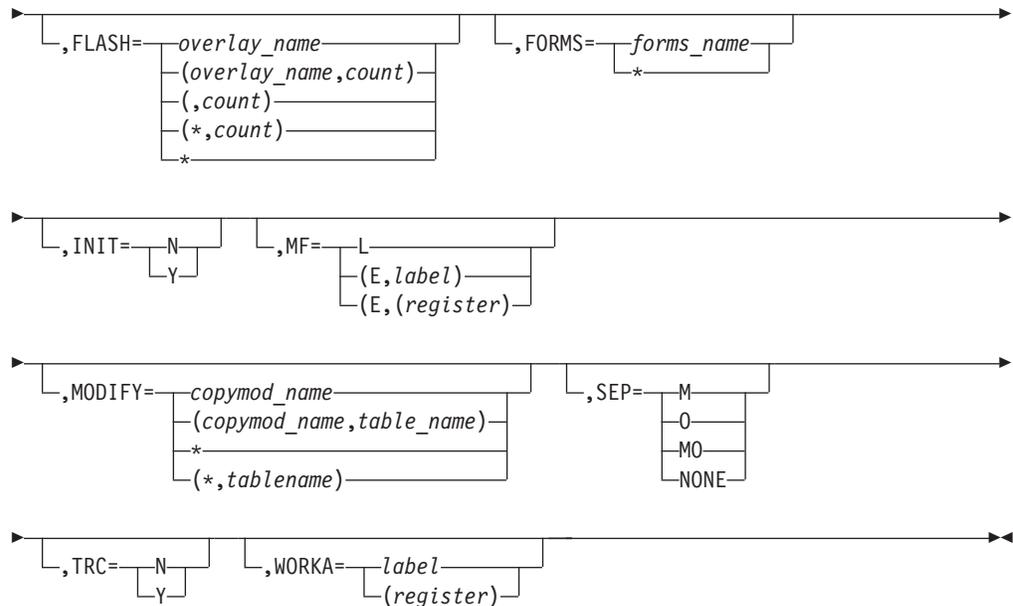 ,FLASH= overlay_name ,FORMS= forms_name
(overlay_name,count) *
(,count)
(*,count)
*
,INIT= N ,MF= L
Y (E,label)
(E,(register)
,MODIFY= copymod_name ,SEP= M
(copymod_name,table_name) O
* MO
(*,tablename) NONE
,TRC= N ,WORKA= label
Y (register)